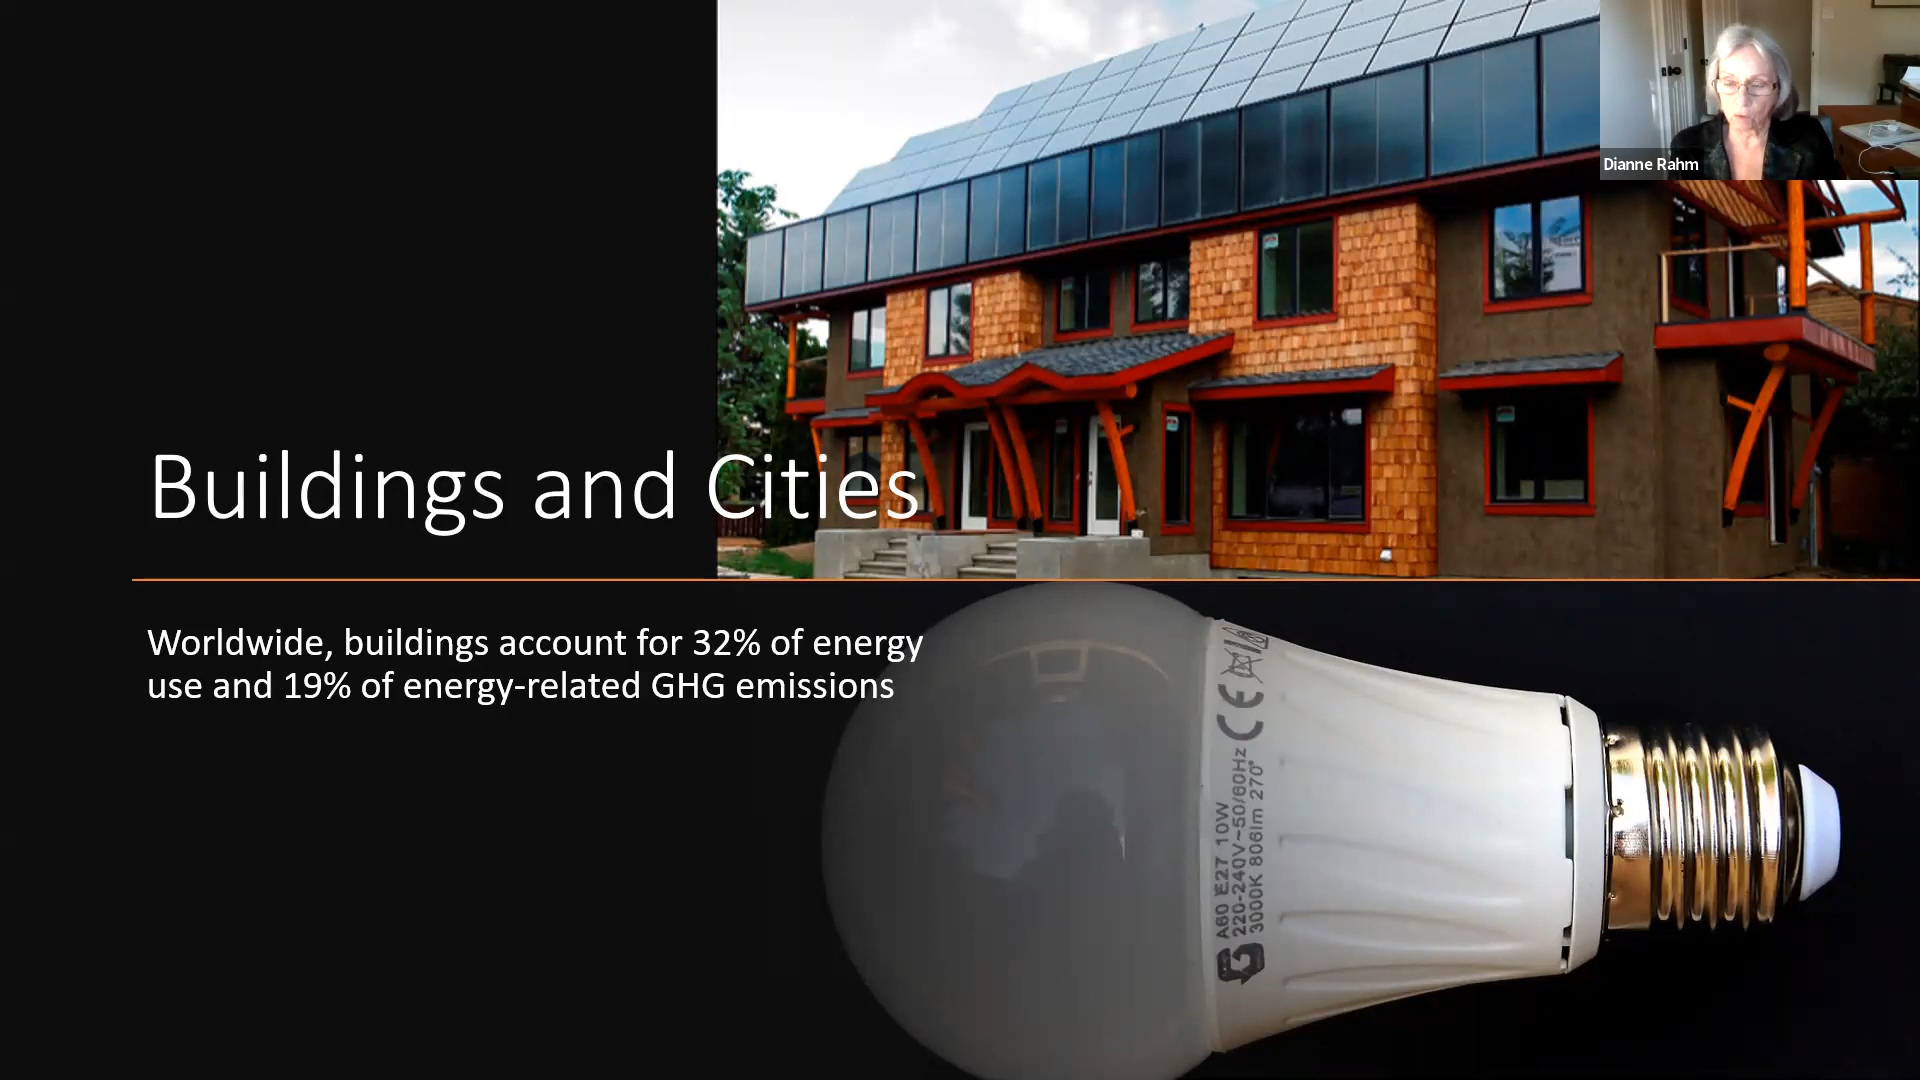 Dianne Rahm
Buildings and Cities
Worldwide, buildings account for 32% of energy
use and 19% of energy-related GHG emissions
CE
A60 E27 10W
220-240V~50/60Hz
3000K 806lm 270°